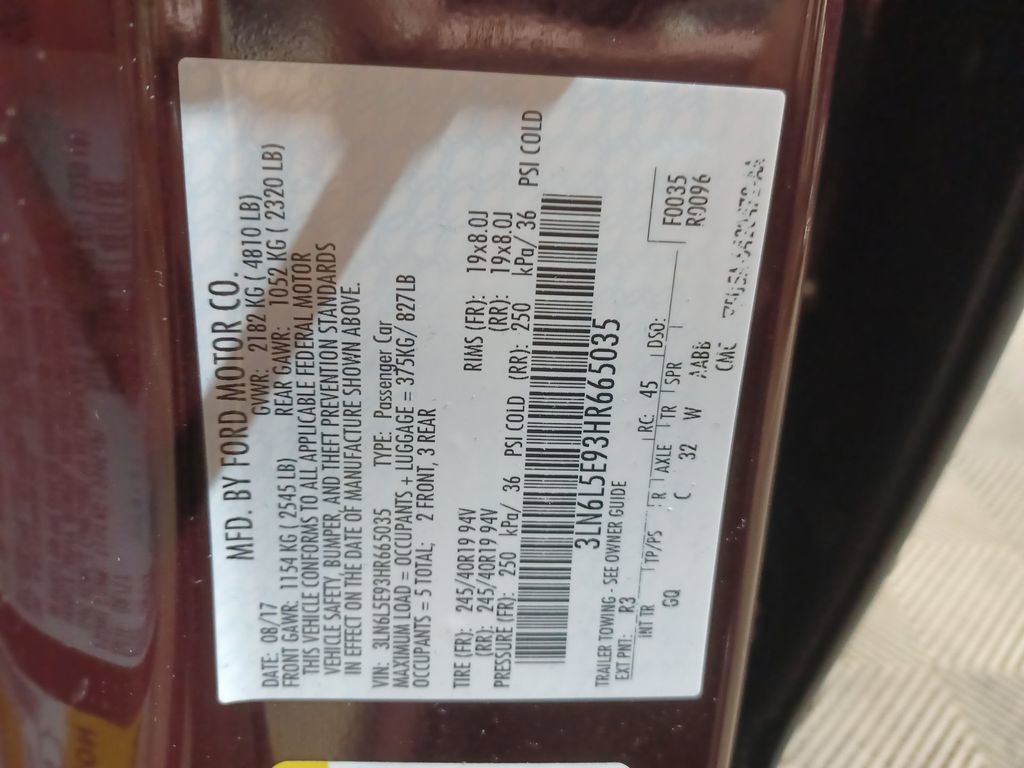 MFD. BY FORD MOTOR CO.
DATE: 08/17 GVWR: 2182 KG ( 4810 LB)
FRONT GAWR: 1154 KG ( 2545 LB) REAR GAWR: 1052 KG ( 2320 LB)
THIS VEHICLE CONFORMS TO ALL APPLICABLE FEDERAL MOTOR
VEHICLE SAFETY, BUMPER, AND THEFT PREVENTION STANDARDS
IN EFFECT ON THE DATE OF MANUFACTURE SHOWN ABOVE.
VIN: 3LN6L5E93HR665035 TYPE: Passenger Car
MAXIMUM LOAD = OCCUPANTS + LUGGAGE = 375KG/ 827LB
OCCUPANTS = 5 TOTAL; 2 FRONT, 3 REAR
TIRE (FR): 245/40R19 94V RIMS (FR): 19x8.0J
(RR): 245/40R19 94V (RR): 19x8.0J
PRESSURE (FR): 250 kPa/ 36 PSI COLD (RR): 250 kPa/ 36 PSI COLD
3LN6L5E93HR665035
TRAILER TOWING - SEE OWNER GUIDE
EXT PNT: R3 RC: 45 DSO: F0035
R0096
INT TR TP/PS R AXLE TR SPR
GQ C 32 W AABB
CMC